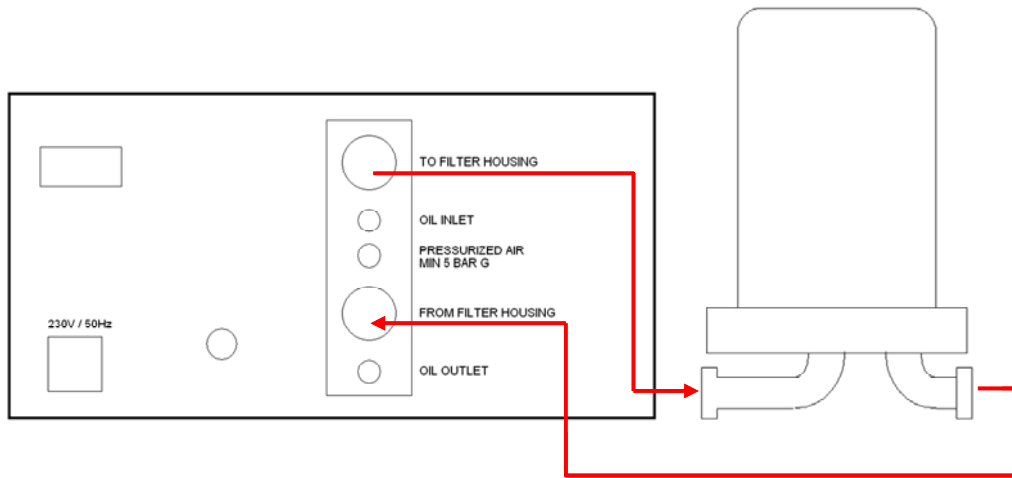 TO FILTER HOUSING
OIL INLET
PRESSURIZED AIR
MIN 5 BAR G
FROM FILTER HOUSING
230V / 50Hz
OIL OUTLET